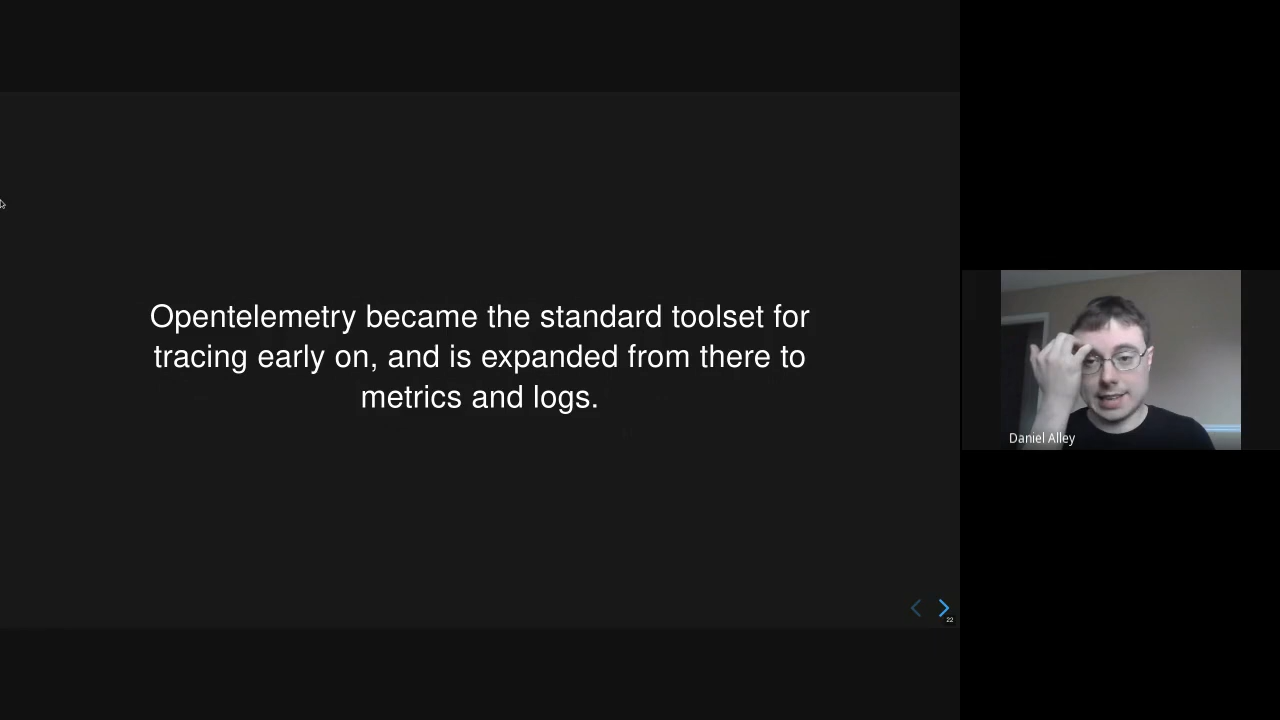 Opentelemetry became the standard toolset for
tracing early on, and is expanded from there to
metrics and logs.
22
Daniel Alley